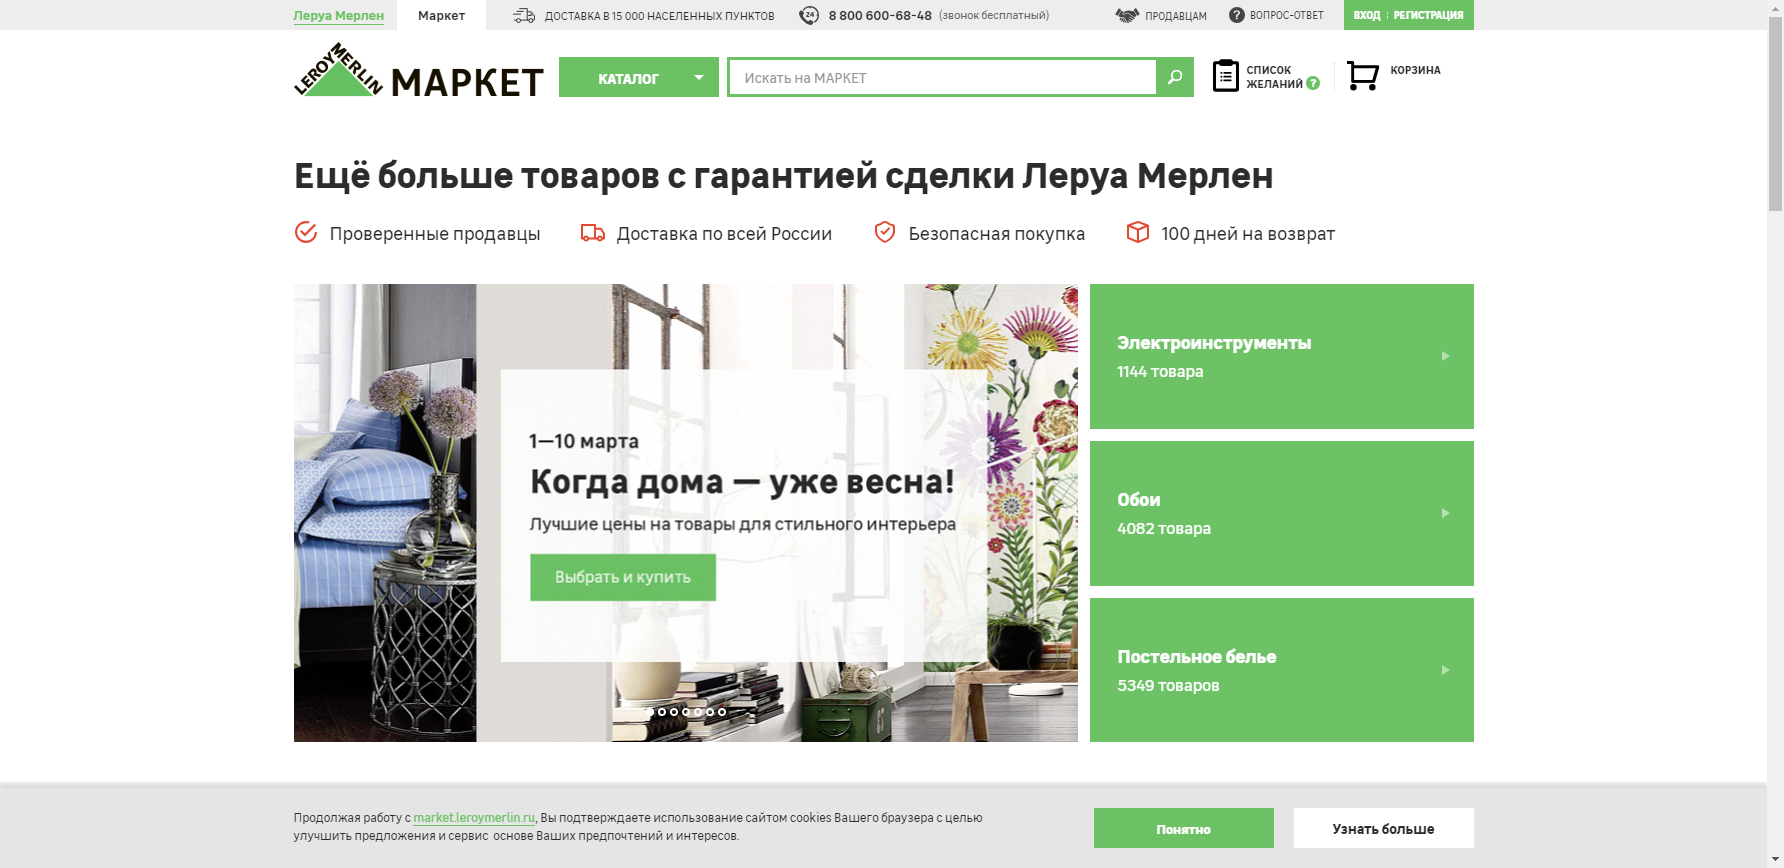 Леруа Мерлен
Маркет
ДОСТАВКА В 15 000 НАСЕЛЕННЫХ ПУНКТОВ
24
8 800 600-68-48 (звонок бесплатный)
ПРОДАВЦАМ
? ВОПРОС-ОТВЕТ
ВХОД
РЕГИСТРАЦИЯ
LEROY MERLIN
МАРКЕТ
КАТАЛОГ
Искать на МАРКЕТ
СПИСОК
ЖЕЛАНИЙ ?
КОРЗИНА
Ещё больше товаров с гарантией сделки Леруа Мерлен
Проверенные продавцы
Доставка по всей России
Безопасная покупка
100 дней на возврат
1—10 марта
Когда дома — уже весна!
Лучшие цены на товары для стильного интерьера
Выбрать и купить
Электроинструменты
1144 товара
Обои
4082 товара
Постельное белье
5349 товаров
Продолжая работу с market.leroymerlin.ru, Вы подтверждаете использование сайтом cookies Вашего браузера с целью
улучшить предложения и сервис основе Ваших предпочтений и интересов.
Понятно
Узнать больше